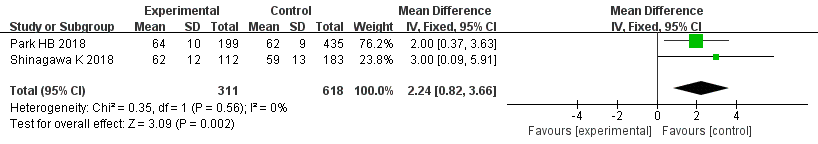 Experimental Control Mean Difference Mean Difference
Study or Subgroup Mean SD Total Mean SD Total Weight IV, Fixed, 95% CI IV, Fixed, 95% CI
Park HB 2018 64 10 199 62 9 435 76.2% 2.00 [0.37, 3.63]
Shinagawa K 2018 62 12 112 59 13 183 23.8% 3.00 [0.09, 5.91]
Total (95% CI) 311 618 100.0% 2.24 [0.82, 3.66]
Heterogeneity: Chi² = 0.35, df = 1 (P = 0.56); I² = 0%
Test for overall effect: Z = 3.09 (P = 0.002)
-4 -2 0 2 4
Favours [experimental] Favours [control]